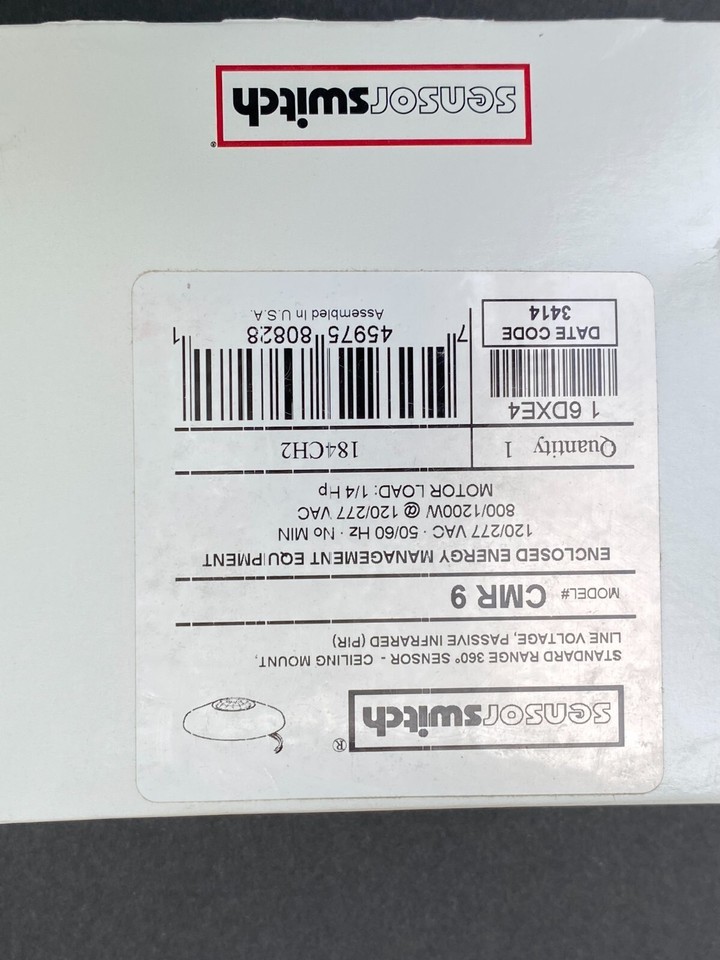 sensorswitch®
STANDARD RANGE 360° SENSOR - CEILING MOUNT,
LINE VOLTAGE, PASSIVE INFRARED (PIR)
MODEL# CMR 9
ENCLOSED ENERGY MANAGEMENT EQUIPMENT
120/277 VAC · 50/60 Hz · No MIN
800/1200W @ 120/277 VAC
MOTOR LOAD: 1/4 Hp
Quantity 1 184CH2
1 6DXE4
DATE CODE
3414
7 45975 80828 1
Assembled In U.S.A.
sensorswitch®